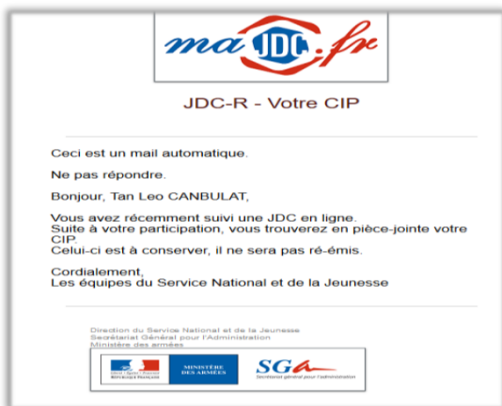 ma JDC.fr
JDC-R - Votre CIP
Ceci est un mail automatique.
Ne pas répondre.
Bonjour, Tan Leo CANBULAT,
Vous avez récemment suivi une JDC en ligne.
Suite à votre participation, vous trouverez en pièce-jointe votre
CIP.
Celui-ci est à conserver, il ne sera pas ré-émis.
Cordialement,
Les équipes du Service National et de la Jeunesse
Direction du Service National et de la Jeunesse
Secrétariat Général pour l'Administration
Ministère des armées
MINISTÈRE
DES ARMÉES
SGA
Secrétariat général pour l'administration
RÉPUBLIQUE FRANÇAISE